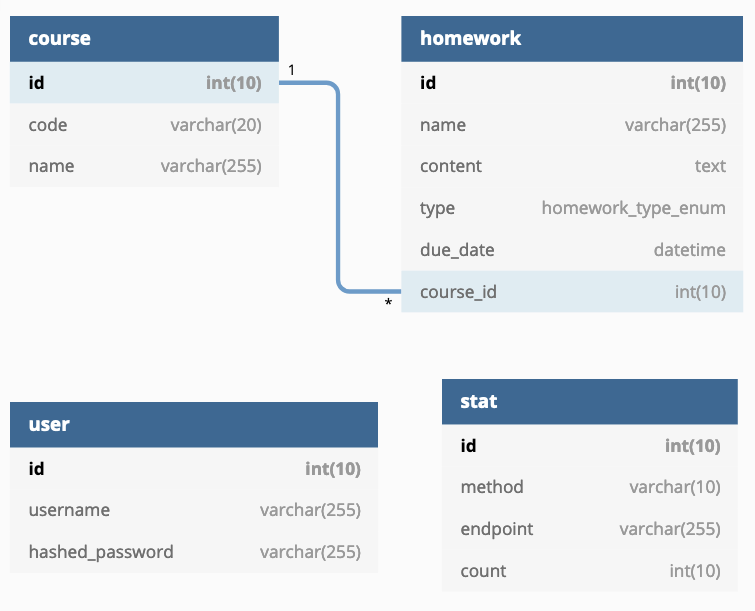 course
id int(10)
code varchar(20)
name varchar(255)
1
*
homework
id int(10)
name varchar(255)
content text
type homework_type_enum
due_date datetime
course_id int(10)
user
id int(10)
username varchar(255)
hashed_password varchar(255)
stat
id int(10)
method varchar(10)
endpoint varchar(255)
count int(10)